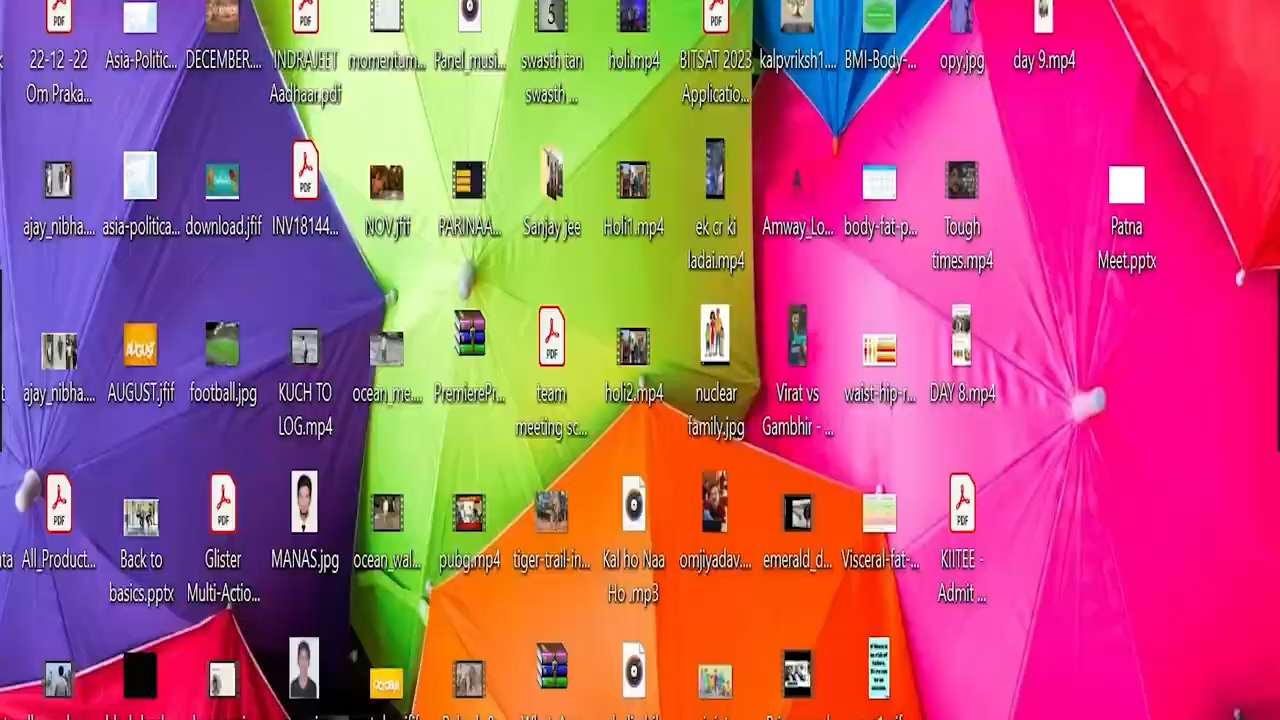 22-12 -22
Om Praka...
Asia-Politic...
DECEMBER....
INDRAJEET
Aadhaar.pdf
momentum...
Panel_musi...
swasth tan
swasth ...
holi.mp4
BITSAT 2023
Applicatio...
kalpvriksh1....
BMI-Body-...
opy.jpg
day 9.mp4
ajay_nibha....
asia-politica...
download.jfif
INV18144...
NOV.jfif
PARINAA...
Sanjay jee
Holi1.mp4
ek cr ki
ladai.mp4
Amway_Lo...
body-fat-p...
Tough
times.mp4
Patna
Meet.pptx
ajay_nibha....
AUGUST.jfif
football.jpg
KUCH TO
LOG.mp4
ocean_me....
PremierePr...
team
meeting sc...
holi2.mp4
nuclear
family.jpg
Virat vs
Gambhir - ...
waist-hip-r...
DAY 8.mp4
All_Product...
Back to
basics.pptx
Glister
Multi-Actio...
MANAS.jpg
ocean_wal...
pubg.mp4
tiger-trail-in...
Kal ho Naa
Ho .mp3
omjiyadav....
emerald_d...
Visceral-fat-...
KIITEE -
Admit ...